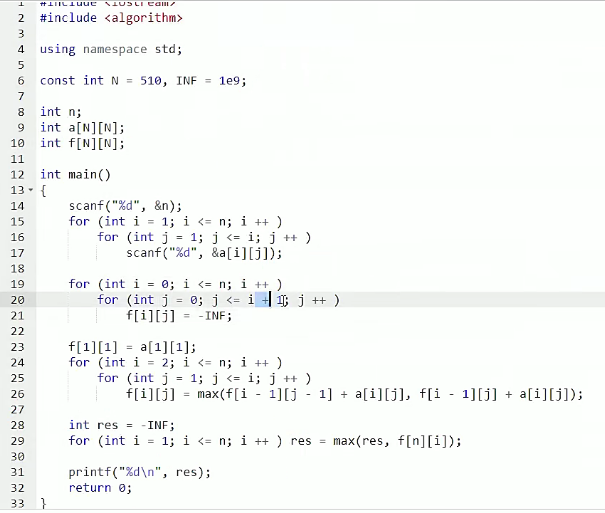 1 #include <iostream>
2 #include <algorithm>
3
4 using namespace std;
5
6 const int N = 510, INF = 1e9;
7
8 int n;
9 int a[N][N];
10 int f[N][N];
11
12 int main()
13 {
14 scanf("%d", &n);
15 for (int i = 1; i <= n; i ++ )
16 for (int j = 1; j <= i; j ++ )
17 scanf("%d", &a[i][j]);
18
19 for (int i = 0; i <= n; i ++ )
20 for (int j = 0; j <= i + 1; j ++ )
21 f[i][j] = -INF;
22
23 f[1][1] = a[1][1];
24 for (int i = 2; i <= n; i ++ )
25 for (int j = 1; j <= i; j ++ )
26 f[i][j] = max(f[i - 1][j - 1] + a[i][j], f[i - 1][j] + a[i][j]);
27
28 int res = -INF;
29 for (int i = 1; i <= n; i ++ ) res = max(res, f[n][i]);
30
31 printf("%d\n", res);
32 return 0;
33 }